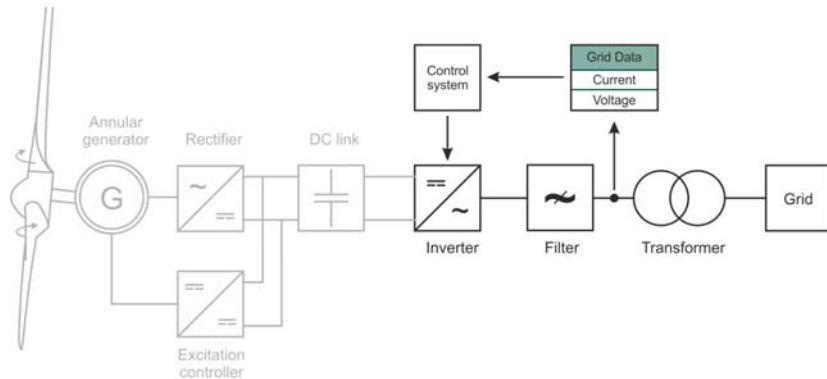 Grid Data
Control
system
Current
Voltage
Annular
generator
Rectifier
DC link
G
Grid
Inverter
Filter
Transformer
Excitation
controller